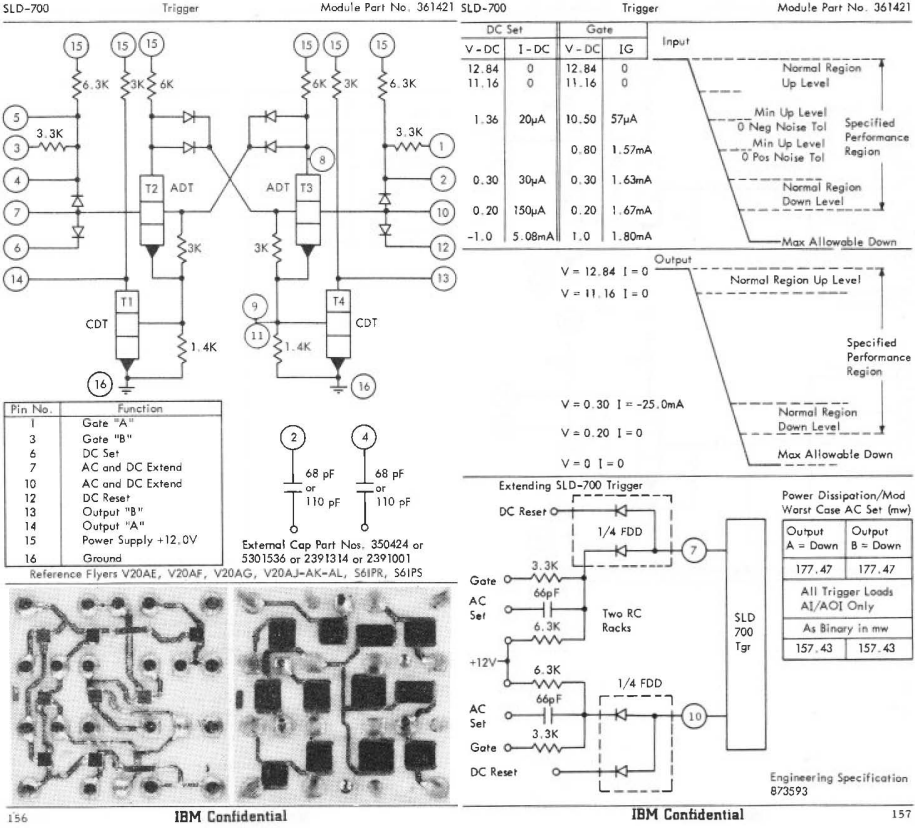 SLD-700 Trigger Module Part No. 361421
15 15 15 15 15 15
6.3K 3K 6K 6K 3K 6.3K
5
3.3K 3.3K
3 1
8
4 2
T2 ADT ADT T3
7 10
6 12
3K 3K
14 13
T1 T4
9
CDT CDT
11
1.4K 1.4K
16 16
Pin No. Function
1 Gate "A"
3 Gate "B"
6 DC Set
7 AC and DC Extend
10 AC and DC Extend
12 DC Reset
13 Output "B"
14 Output "A"
15 Power Supply +12.0V
16 Ground
2 4
68 pF 68 pF
or or
110 pF 110 pF
External Cap Part Nos. 350424 or
5301536 or 2391314 or 2391001
Reference Flyers V20AE, V20AF, V20AG, V20AJ-AK-AL, S6IPR, S6IPS
156 IBM Confidential
SLD-700 Trigger Module Part No. 361421
DC Set Gate
V-DC I-DC V-DC IG
12.84 0 12.84 0
11.16 0 11.16 0
1.36 20µA 10.50 57µA
0.80 1.57mA
0.30 30µA 0.30 1.63mA
0.20 150µA 0.20 1.67mA
-1.0 5.08mA 1.0 1.80mA
Input
Normal Region
Up Level
Min Up Level
0 Neg Noise Tol
Min Up Level
0 Pos Noise Tol
Specified
Performance
Region
Normal Region
Down Level
Max Allowable Down
Output
V = 12.84 I = 0
Normal Region Up Level
V = 11.16 I = 0
Specified
Performance
Region
V = 0.30 I = -25.0mA
Normal Region
Down Level
V = 0.20 I = 0
Max Allowable Down
V = 0 I = 0
Extending SLD-700 Trigger
DC Reset
1/4 FDD
7
3.3K
Gate
66pF
AC
Set
Two RC
Racks
6.3K
+12V
6.3K
1/4 FDD
66pF
AC
Set
10
3.3K
Gate
DC Reset
SLD
700
Tgr
Power Dissipation/Mod
Worst Case AC Set (mw)
Output Output
A = Down B = Down
177.47 177.47
All Trigger Loads
AI/AOI Only
As Binary in mw
157.43 157.43
Engineering Specification
873593
IBM Confidential 157